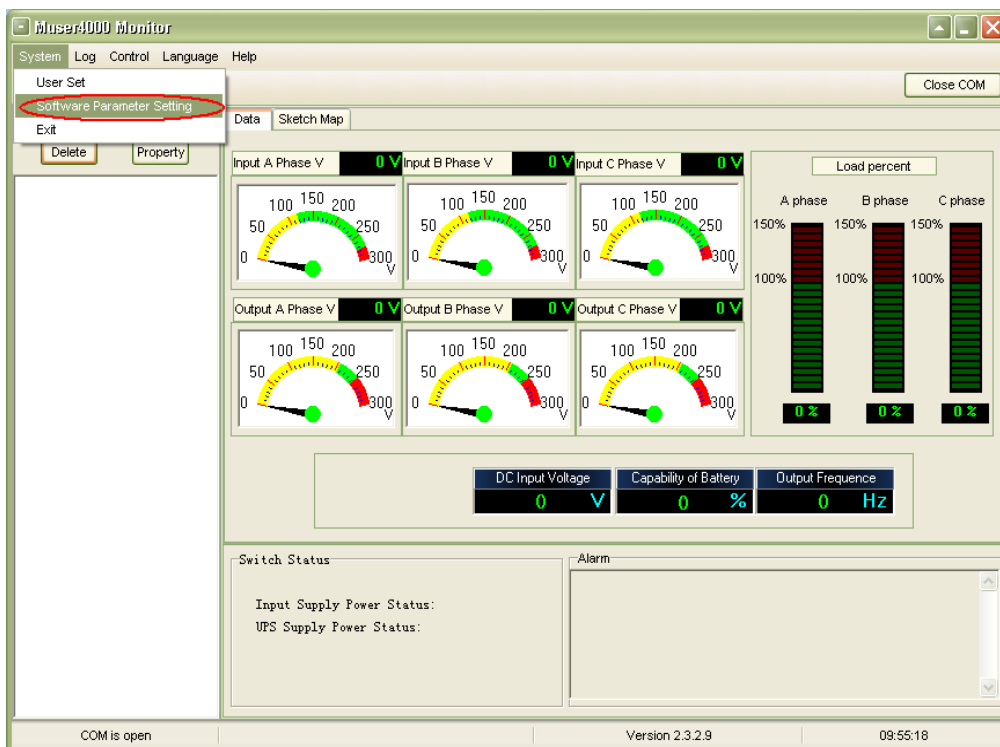 Muser4000 Monitor
System Log Control Language Help
User Set
Software Parameter Setting
Exit
Close COM
Delete Property
Data Sketch Map
Input A Phase V 0 V Input B Phase V 0 V Input C Phase V 0 V
0 50 100 150 200 250 300 V
0 50 100 150 200 250 300 V
0 50 100 150 200 250 300 V
Output A Phase V 0 V Output B Phase V 0 V Output C Phase V 0 V
0 50 100 150 200 250 300 V
0 50 100 150 200 250 300 V
0 50 100 150 200 250 300 V
Load percent
A phase B phase C phase
150% 150% 150%
100% 100% 100%
0 % 0 % 0 %
DC Input Voltage Capability of Battery Output Frequence
0 V 0 % 0 Hz
Switch Status
Input Supply Power Status:
UPS Supply Power Status:
Alarm
COM is open Version 2.3.2.9 09:55:18